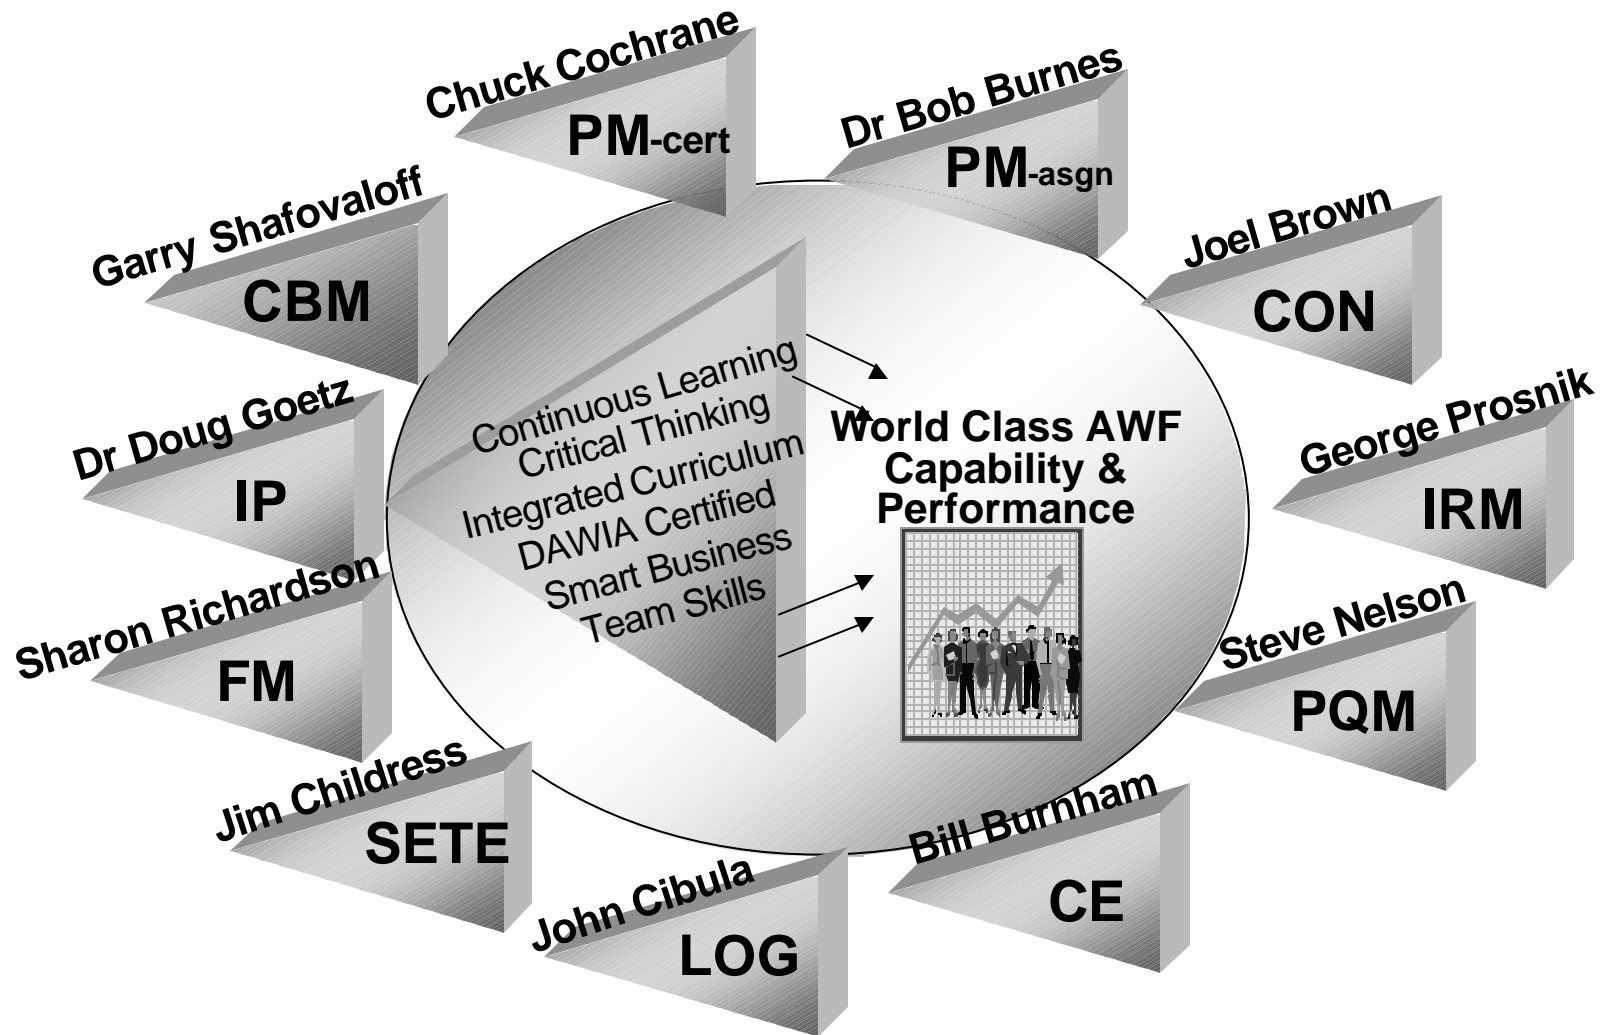 Chuck Cochrane
PM-cert
Dr Bob Burnes
PM-asgn
Garry Shafovaloff
CBM
Joel Brown
CON
Dr Doug Goetz
IP
George Prosnik
IRM
Sharon Richardson
FM
Steve Nelson
PQM
Jim Childress
SETE
Bill Burnham
CE
John Cibula
LOG
Continuous Learning
Critical Thinking
Integrated Curriculum
DAWIA Certified
Smart Business
Team Skills
World Class AWF
Capability &
Performance